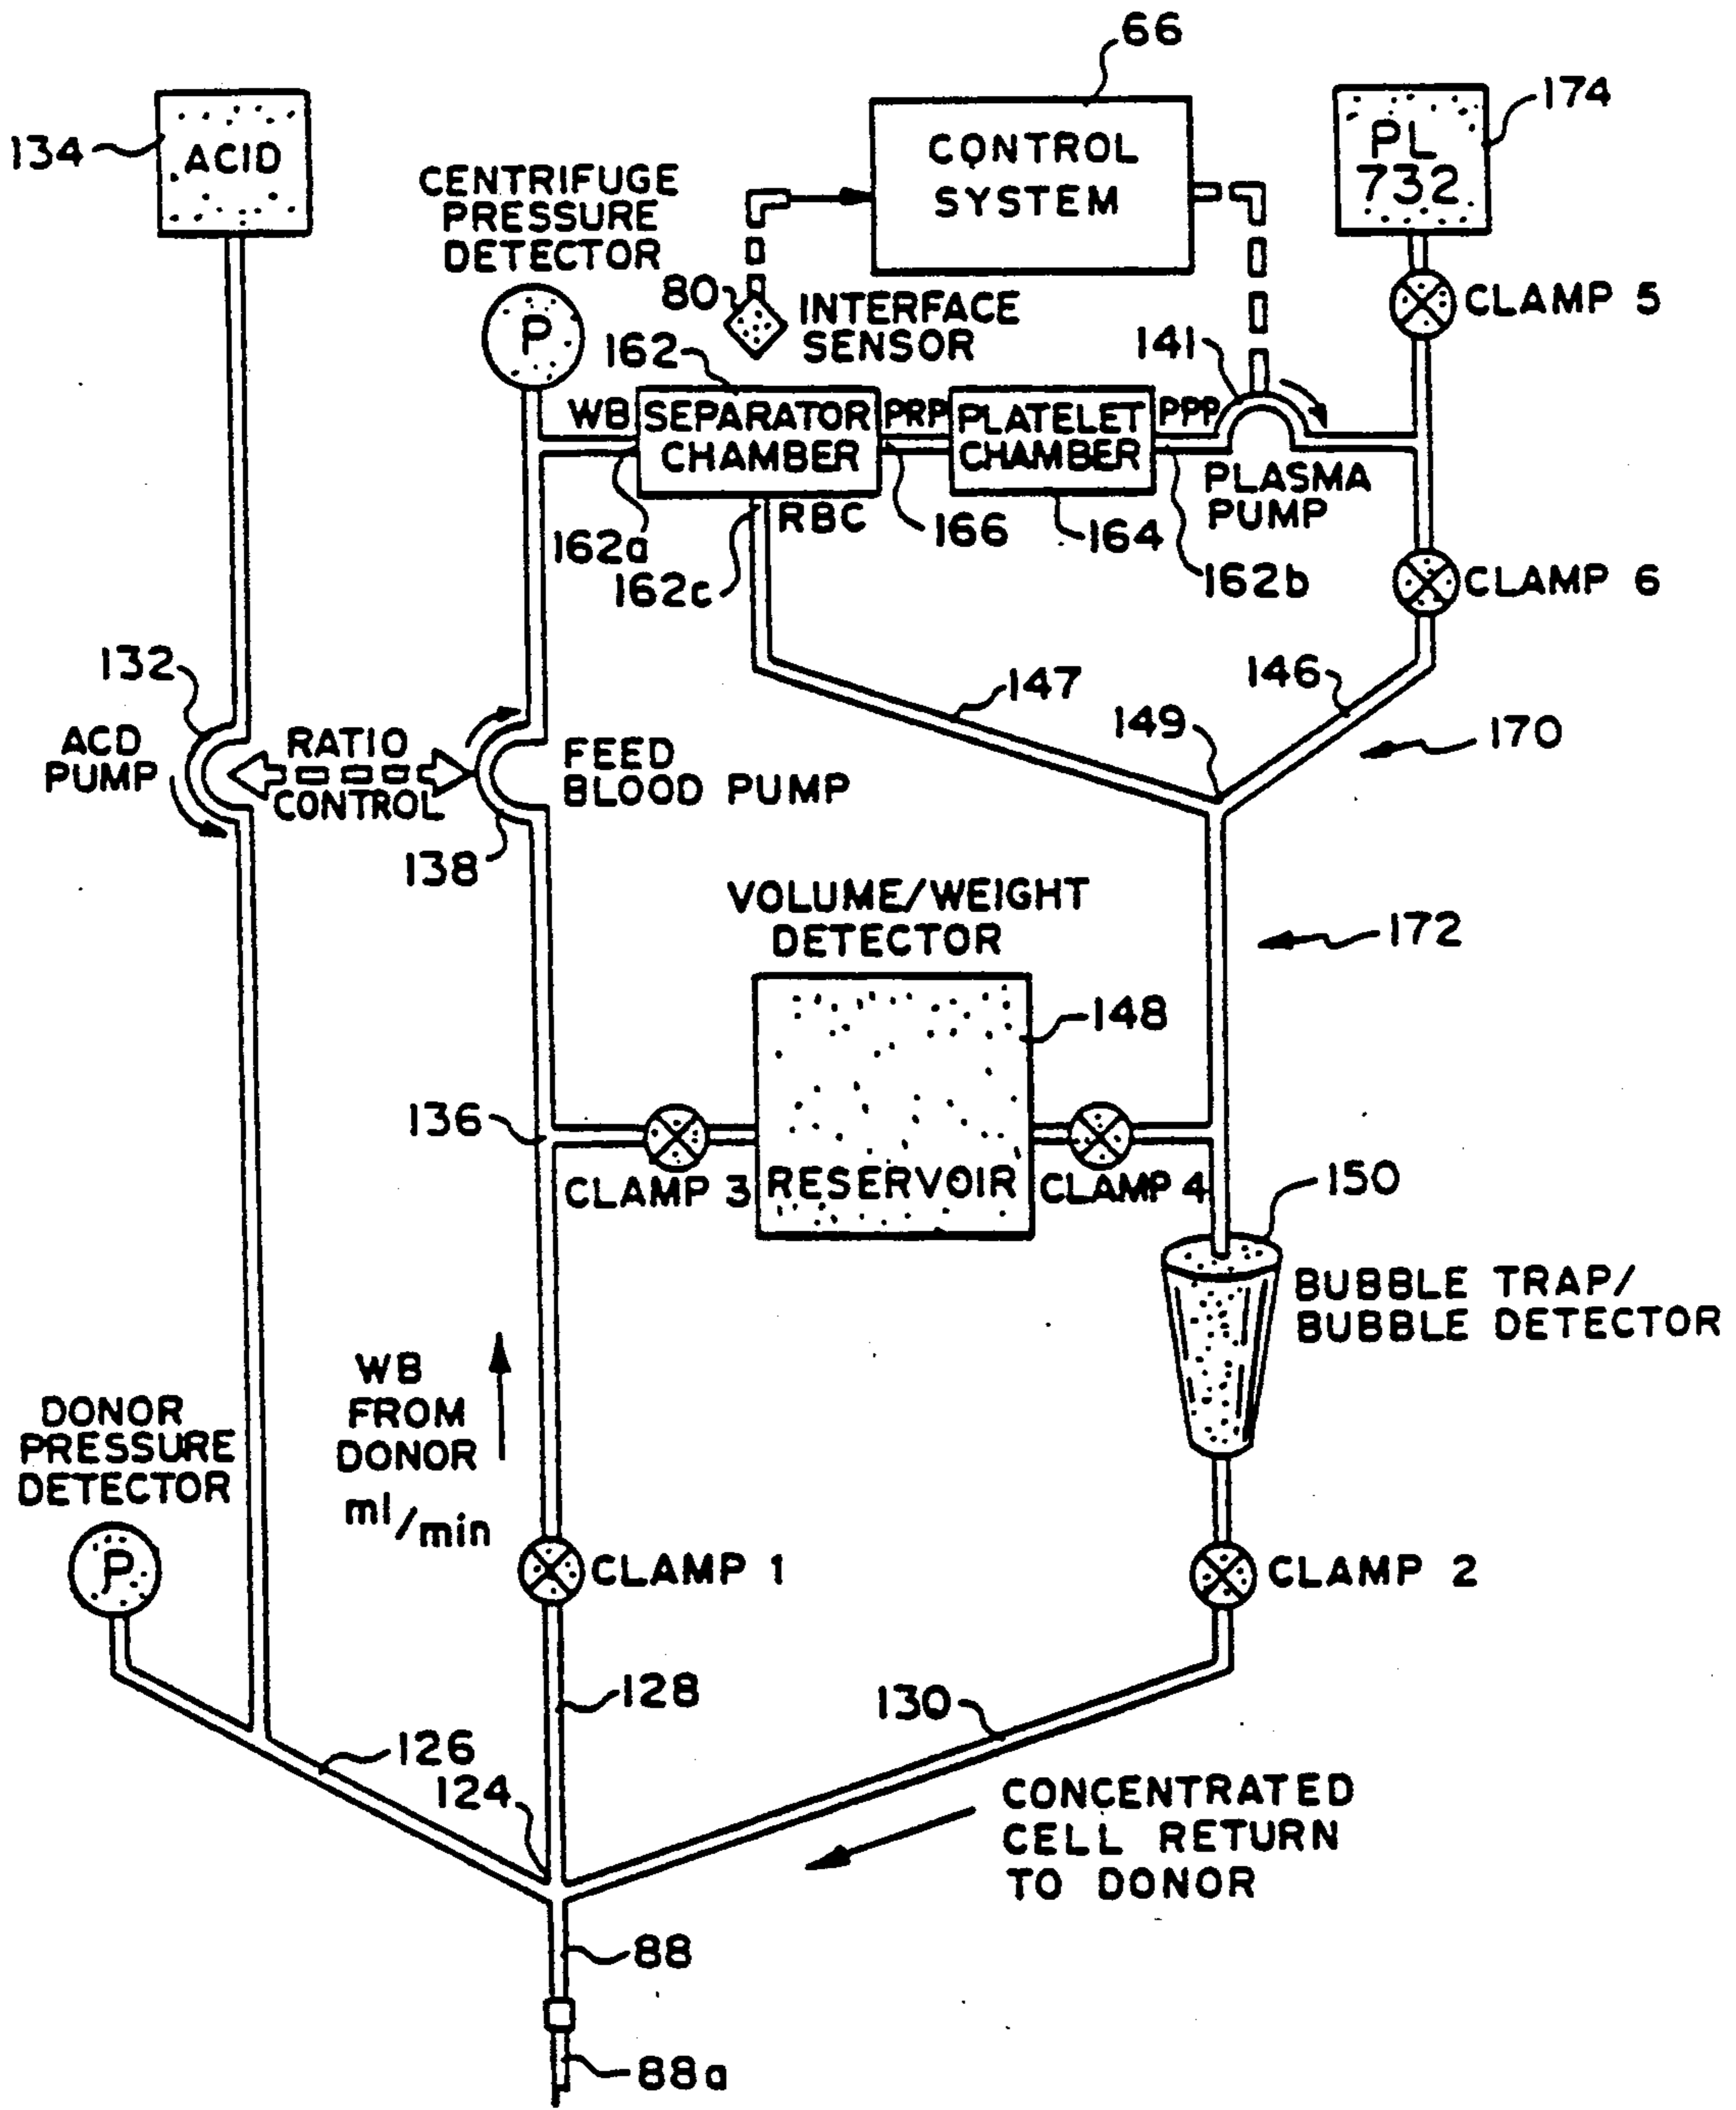 66
134
ACID
CONTROL
SYSTEM
PL
732
174
CENTRIFUGE
PRESSURE
DETECTOR
P
80
INTERFACE
SENSOR
CLAMP 5
162
141
WB
SEPARATOR
CHAMBER
PRP
PLATELET
CHAMBER
PPP
PLASMA
PUMP
162a
162c
RBC
166
164
162b
CLAMP 6
132
147
146
149
170
ACD
PUMP
RATIO
CONTROL
FEED
BLOOD PUMP
138
VOLUME/WEIGHT
DETECTOR
172
148
136
CLAMP 3
RESERVOIR
CLAMP 4
150
BUBBLE TRAP/
BUBBLE DETECTOR
WB
FROM
DONOR
ml/min
DONOR
PRESSURE
DETECTOR
P
CLAMP 1
CLAMP 2
128
130
126
124
CONCENTRATED
CELL RETURN
TO DONOR
88
88a